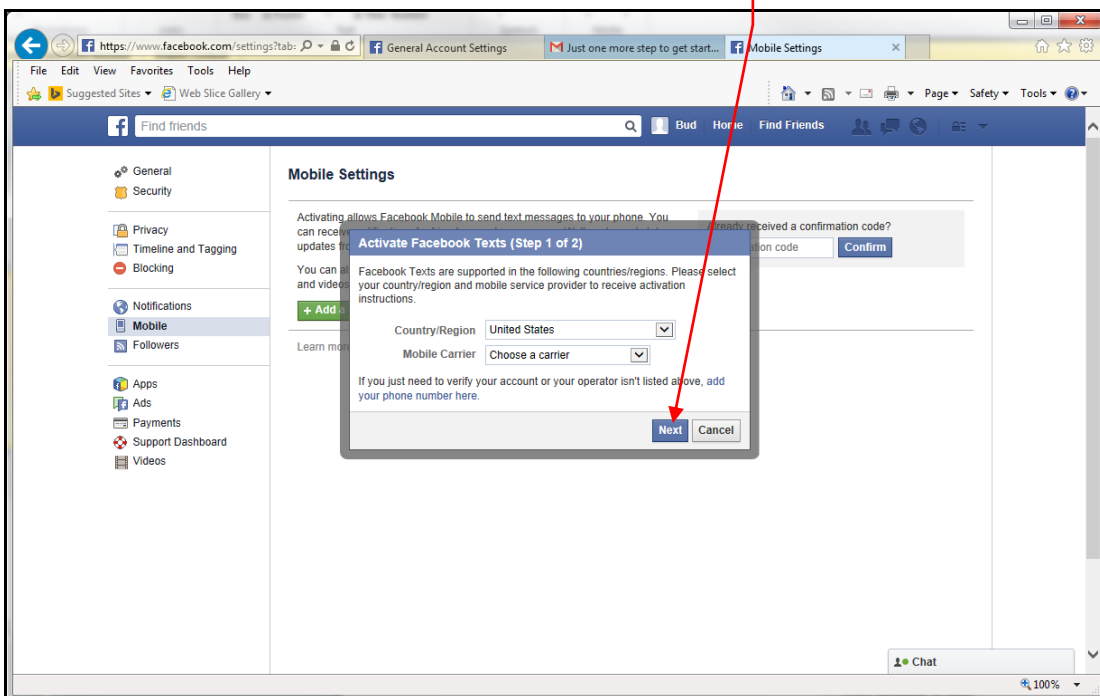 https://www.facebook.com/settings?tab:
General Account Settings
Just one more step to get start...
Mobile Settings
File Edit View Favorites Tools Help
Suggested Sites Web Slice Gallery
Page Safety Tools
Find friends
Bud Home Find Friends
General
Security
Privacy
Timeline and Tagging
Blocking
Notifications
Mobile
Followers
Apps
Ads
Payments
Support Dashboard
Videos
Mobile Settings
Activating allows Facebook Mobile to send text messages to your phone. You
can receive
updates
You can
and videos
+ Add
Learn more
Already received a confirmation code?
code
Confirm
Activate Facebook Texts (Step 1 of 2)
Facebook Texts are supported in the following countries/regions. Please select
your country/region and mobile service provider to receive activation
instructions.
Country/Region United States
Mobile Carrier Choose a carrier
If you just need to verify your account or your operator isn't listed above, add
your phone number here.
Next Cancel
Chat
100%